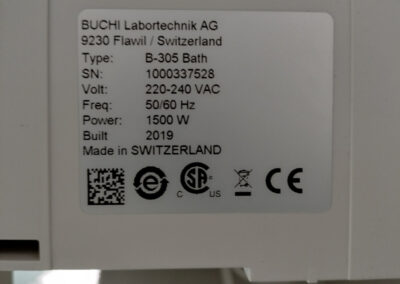 BUCHI Labortechnik AG
9230 Flawil / Switzerland
Type: B-305 Bath
SN: 1000337528
Volt: 220-240 VAC
Freq: 50/60 Hz
Power: 1500 W
Built 2019
Made in SWITZERLAND
e C SA US CE